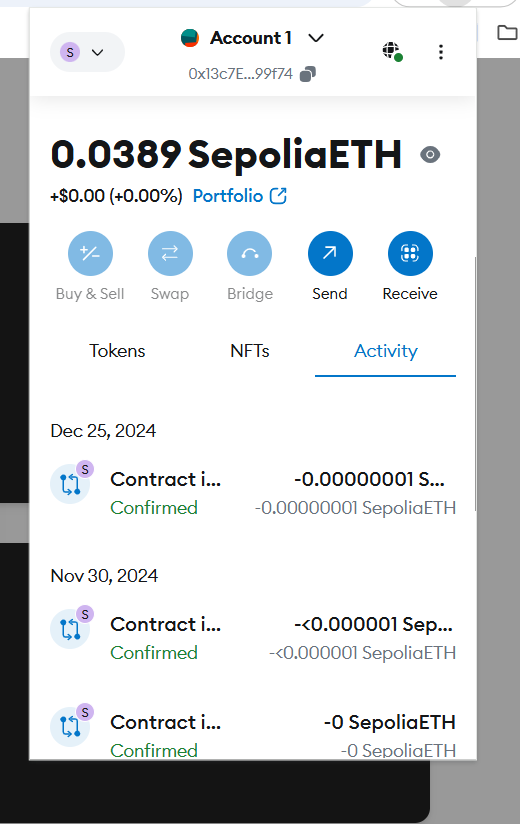 S
Account 1
0x13c7E...99f74
0.0389 SepoliaETH
+$0.00 (+0.00%) Portfolio
Buy & Sell
Swap
Bridge
Send
Receive
Tokens
NFTs
Activity
Dec 25, 2024
S
Contract i... -0.00000001 S...
Confirmed -0.00000001 SepoliaETH
Nov 30, 2024
S
Contract i... -<0.000001 Sep...
Confirmed -<0.000001 SepoliaETH
S
Contract i... -0 SepoliaETH
Confirmed -0 SepoliaETH